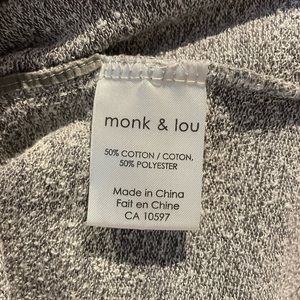 monk & lou
50% COTTON / COTON,
50% POLYESTER
Made in China
Fait en Chine
CA 10597